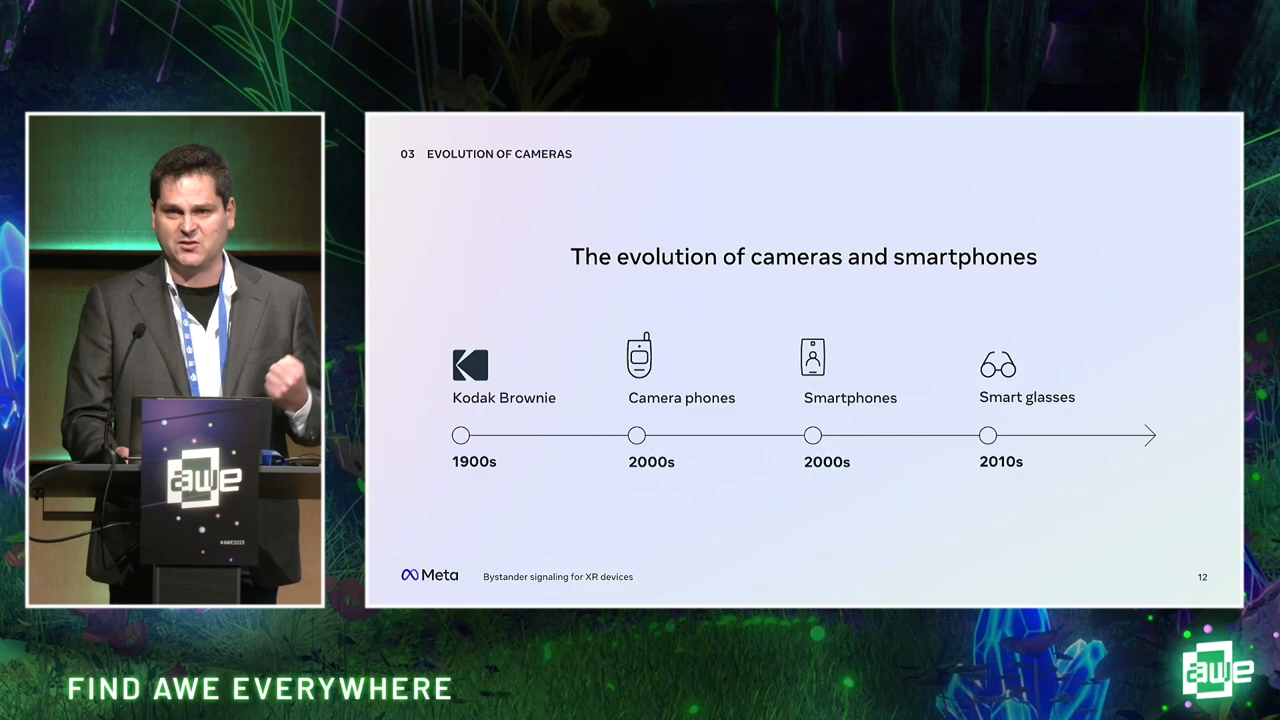 03 EVOLUTION OF CAMERAS
The evolution of cameras and smartphones
Kodak Brownie
Camera phones
Smartphones
Smart glasses
1900s
2000s
2000s
2010s
Meta
Bystander signaling for XR devices
12
awe
#AWE2023
FIND AWE EVERYWHERE
awe